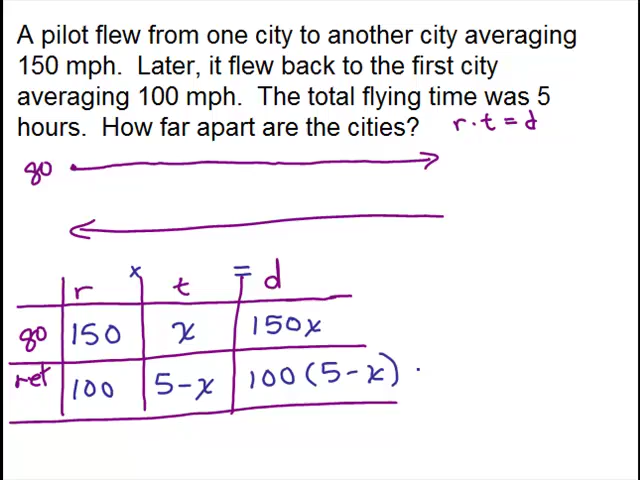 A pilot flew from one city to another city averaging
150 mph. Later, it flew back to the first city
averaging 100 mph. The total flying time was 5
hours. How far apart are the cities? r · t = d
go
r × t = d
go 150 x 150x
ret 100 5 - x 100 (5 - x)